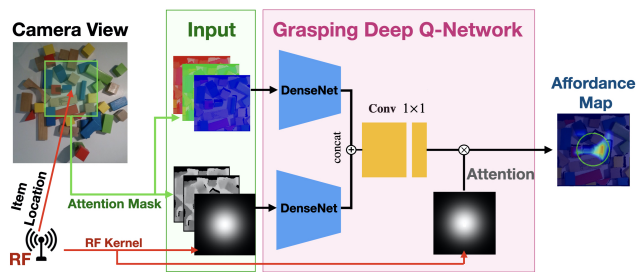 Camera View
Input
Grasping Deep Q-Network
Affordance
Map
DenseNet
Conv 1×1
concat
Attention
DenseNet
Item
Location
Attention Mask
RF
RF Kernel